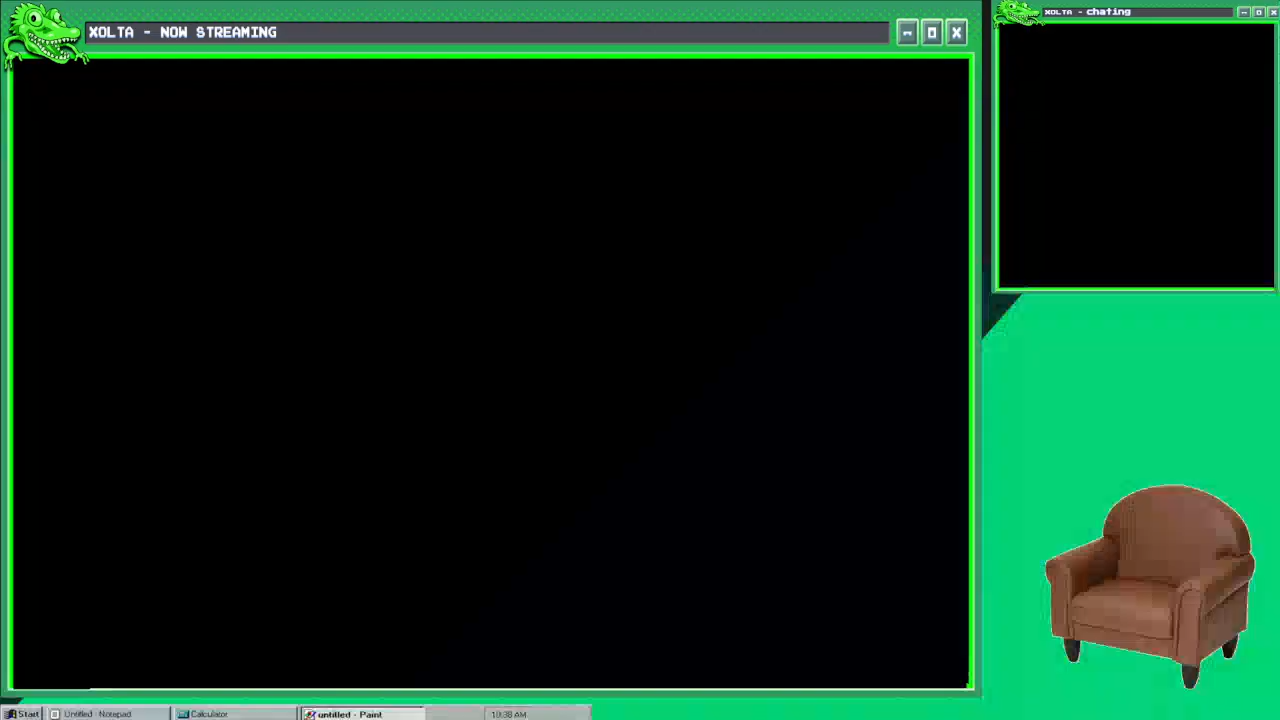 XOLTA - NOW STREAMING
XOLTA - chating
Start
Untitled - Notepad
Calculator
untitled - Paint
10:38 AM